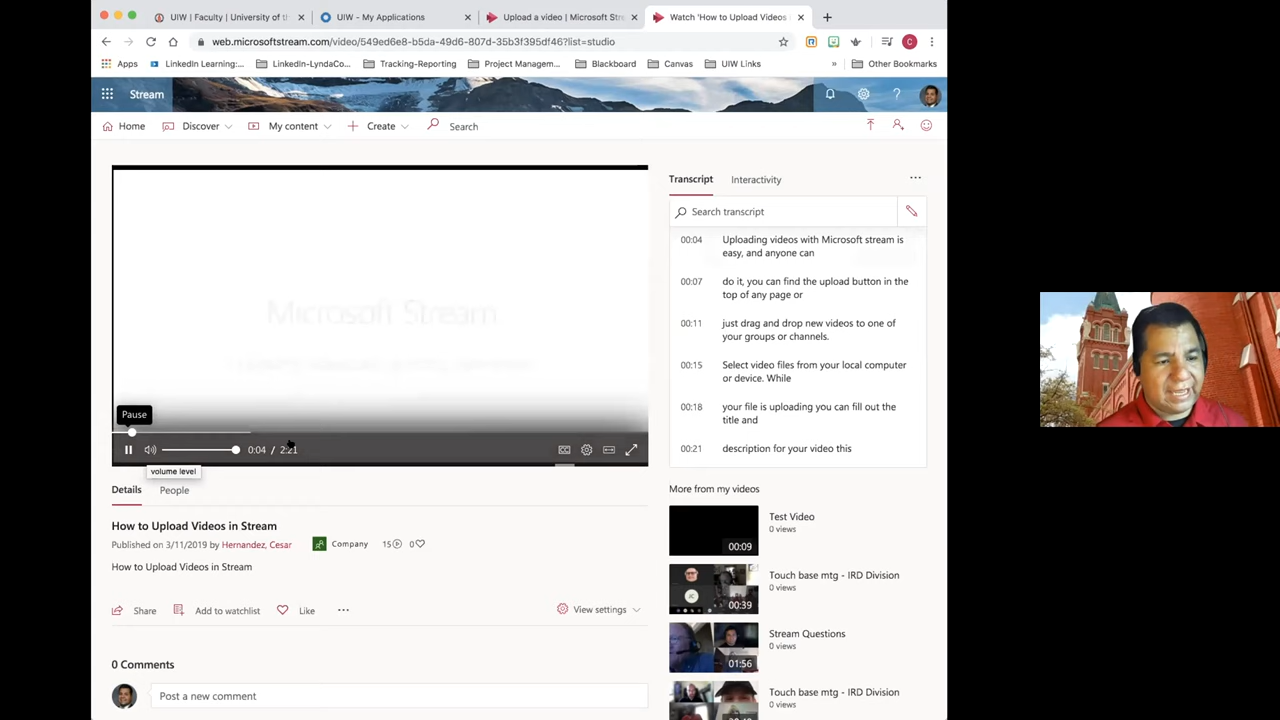 UIW | Faculty | University of th
UIW - My Applications
Upload a video | Microsoft Stre
Watch 'How to Upload Videos
web.microsoftstream.com/video/549ed6e8-b5da-49d6-807d-35b3f395df46?list=studio
C
Apps
LinkedIn Learning:...
LinkedIn-LyndaCo...
Tracking-Reporting
Project Managem...
Blackboard
Canvas
UIW Links
»
Other Bookmarks
Stream
?
Home
Discover
My content
Create
Search
Microsoft Stream
Pause
0:04 / 2:21
CC
volume level
Details
People
How to Upload Videos in Stream
Published on 3/11/2019 by Hernandez, Cesar
Company
15
0
How to Upload Videos in Stream
Share
Add to watchlist
Like
...
View settings
0 Comments
Post a new comment
Transcript
Interactivity
...
Search transcript
00:04 Uploading videos with Microsoft stream is
easy, and anyone can
00:07 do it, you can find the upload button in the
top of any page or
00:11 just drag and drop new videos to one of
your groups or channels.
00:15 Select video files from your local computer
or device. While
00:18 your file is uploading you can fill out the
title and
00:21 description for your video this
More from my videos
00:09
Test Video
0 views
00:39
Touch base mtg - IRD Division
0 views
01:56
Stream Questions
0 views
Touch base mtg - IRD Division
0 views